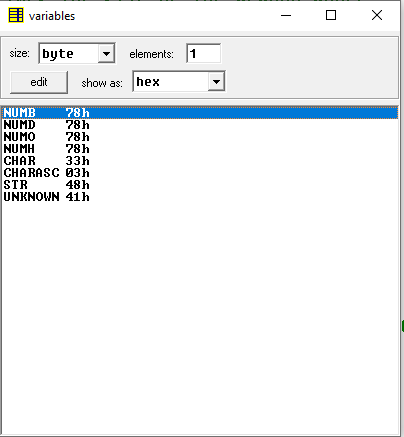 variables
size: byte elements: 1
edit show as: hex
NUMB 78h
NUMD 78h
NUMO 78h
NUMH 78h
CHAR 33h
CHARASC 03h
STR 48h
UNKNOWN 41h